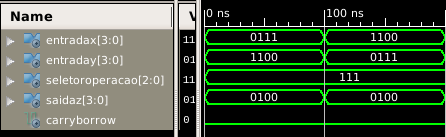 Name V 0 ns 100 ns
entradax[3:0] 11 0111 1100
entraday[3:0] 01 1100 0111
seletoroperacao[2:0] 11 111
saidaz[3:0] 01 0100 0100
carryborrow 0